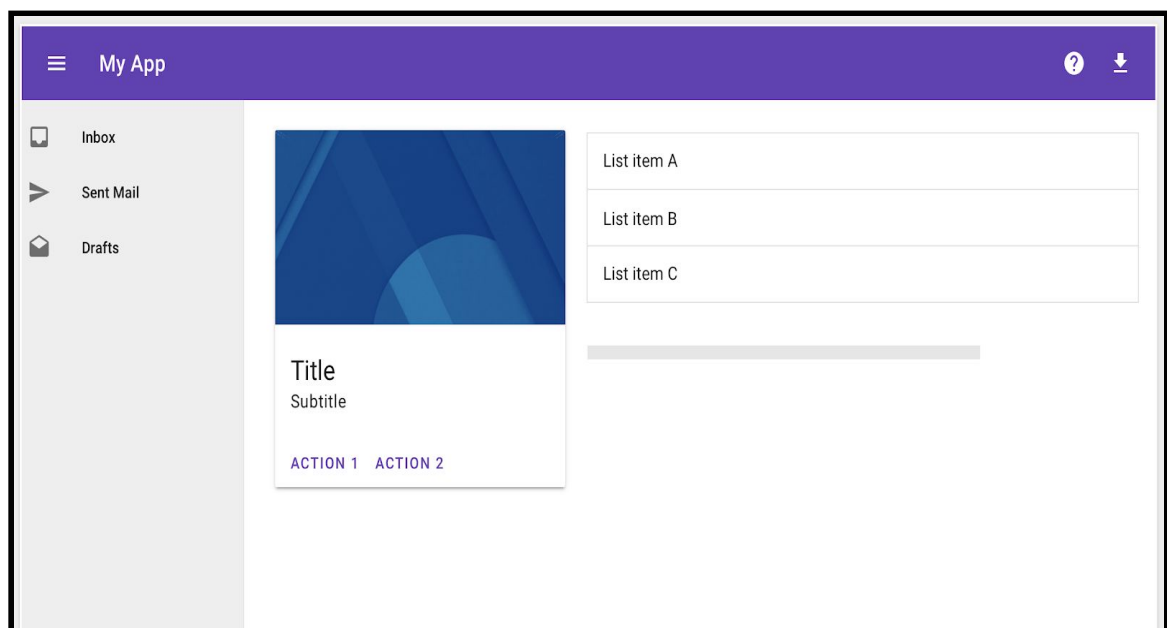 My App
Inbox
Sent Mail
Drafts
Title
Subtitle
ACTION 1 ACTION 2
List item A
List item B
List item C